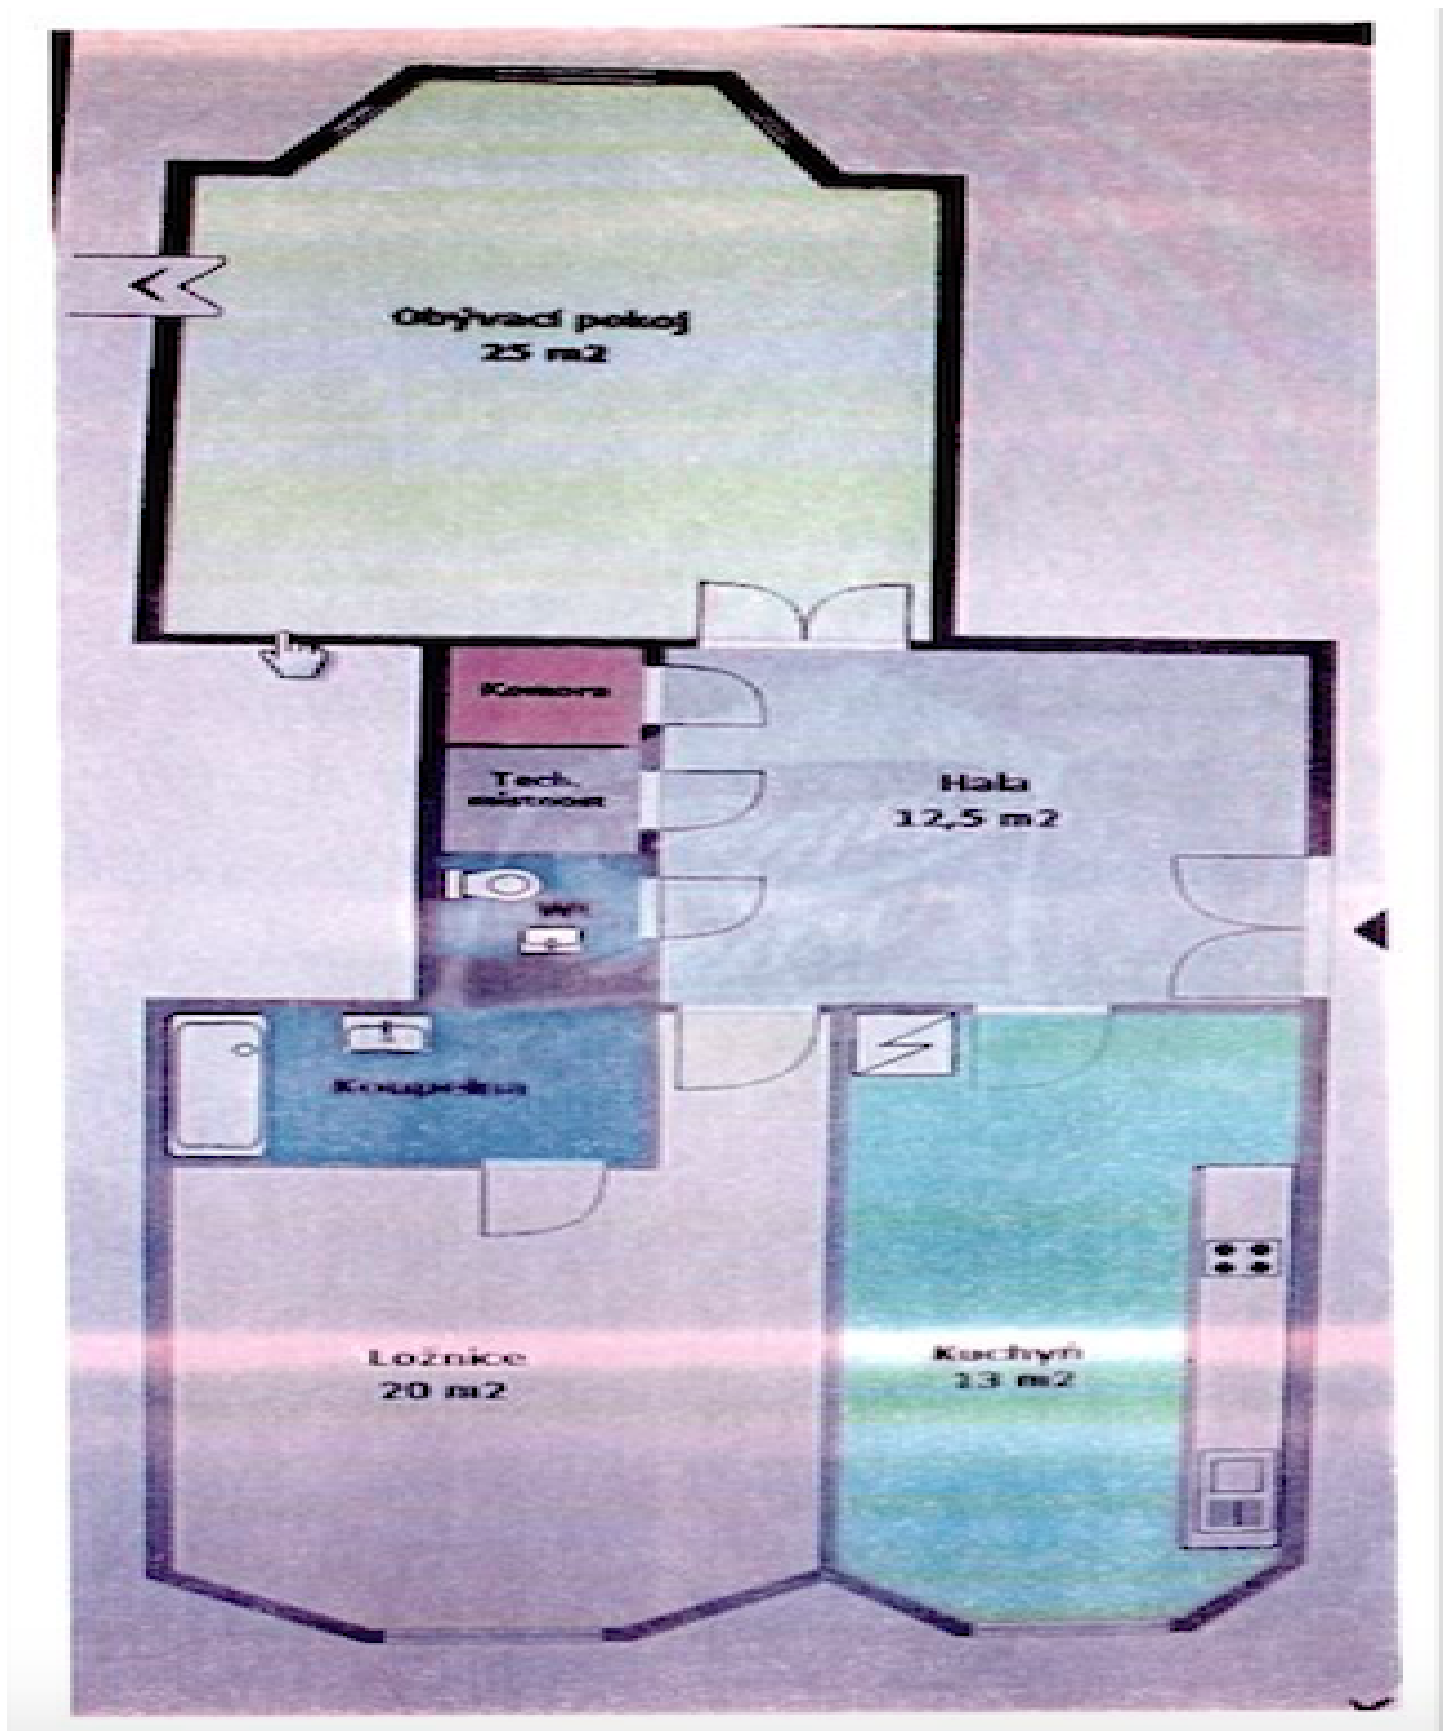 Obývací pokoj
25 m2
Komora
Tech.
místnost
Hala
12,5 m2
WC
Koupelna
Ložnice
20 m2
Kuchyň
13 m2